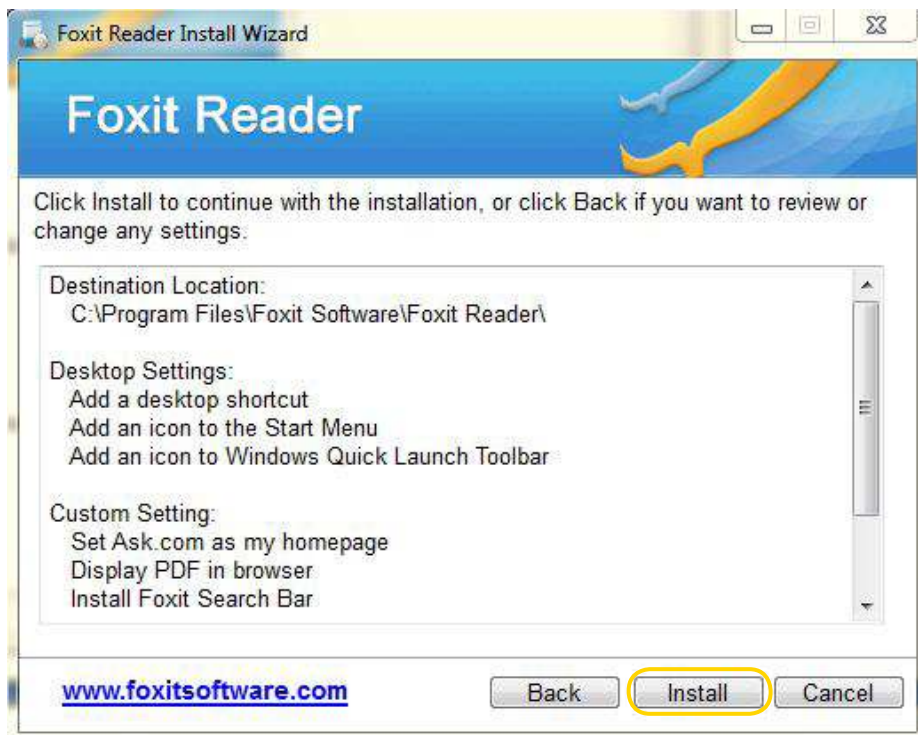 Foxit Reader Install Wizard
Foxit Reader
Click Install to continue with the installation, or click Back if you want to review or
change any settings.
Destination Location:
C:\Program Files\Foxit Software\Foxit Reader\
Desktop Settings:
Add a desktop shortcut
Add an icon to the Start Menu
Add an icon to Windows Quick Launch Toolbar
Custom Setting:
Set Ask.com as my homepage
Display PDF in browser
Install Foxit Search Bar
www.foxitsoftware.com
Back
Install
Cancel